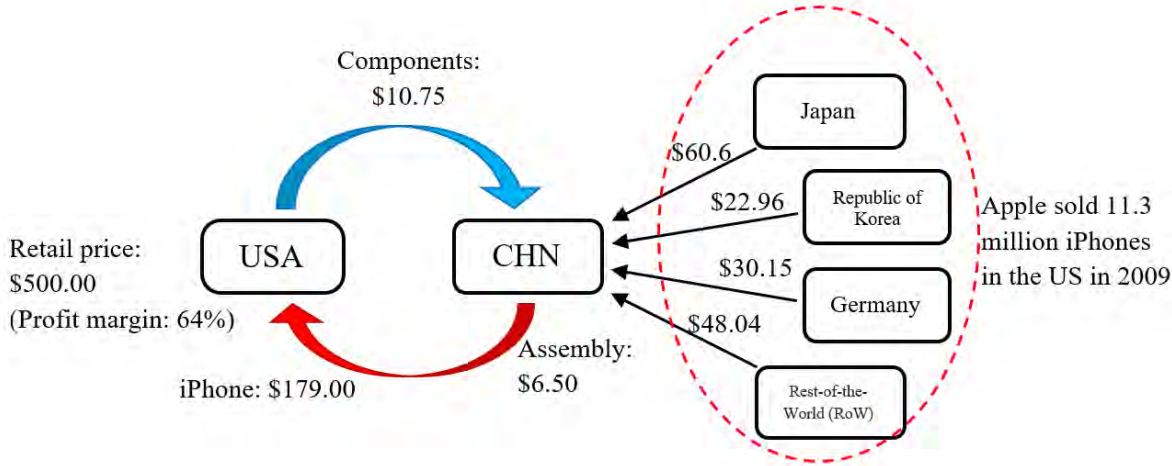 Components:
$10.75
USA
CHN
Retail price:
$500.00
(Profit margin: 64%)
iPhone: $179.00
Assembly:
$6.50
$60.6
$22.96
$30.15
$48.04
Japan
Republic of
Korea
Germany
Rest-of-the-
World (RoW)
Apple sold 11.3
million iPhones
in the US in 2009